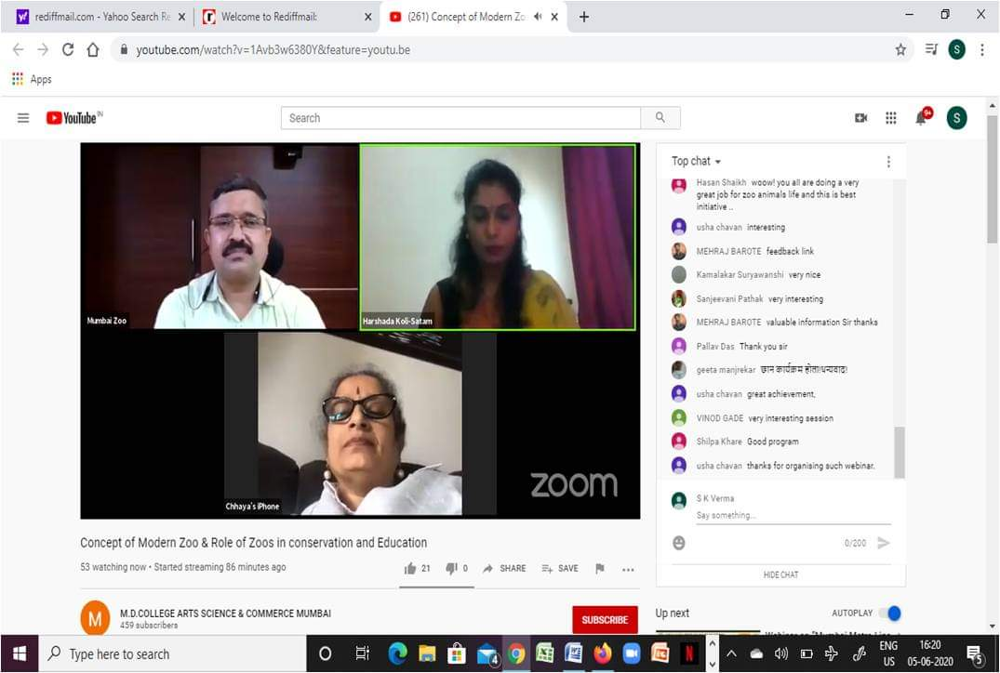 rediffmail.com - Yahoo Search Re
Welcome to Rediffmail:
(261) Concept of Modern Zo
youtube.com/watch?v=1Avb3w6380Y&feature=youtu.be
Apps
YouTube IN
Search
94
S
Top chat
Hasan Shaikh woow! you all are doing a very
great job for zoo animals life and this is best
initiative ..
usha chavan interesting
MEHRAJ BAROTE feedback link
Kamalakar Suryawanshi very nice
Sanjeevani Pathak very interesting
MEHRAJ BAROTE valuable information Sir thanks
Pallav Das Thank you sir
geeta manjrekar छान कार्यक्रम होता!धन्यवाद!
usha chavan great achievement,
VINOD GADE very interesting session
Shilpa Khare Good program
usha chavan thanks for organising such webinar.
S K Verma
Say something...
0/200
HIDE CHAT
Mumbai Zoo
Harshada Koli-Satam
Chhaya's iPhone
zoom
Concept of Modern Zoo & Role of Zoos in conservation and Education
53 watching now • Started streaming 86 minutes ago
21 0 SHARE SAVE
M
M.D.COLLEGE ARTS SCIENCE & COMMERCE MUMBAI
459 subscribers
SUBSCRIBE
Up next
AUTOPLAY
Type here to search
4
ENG
US
16:20
05-06-2020
5